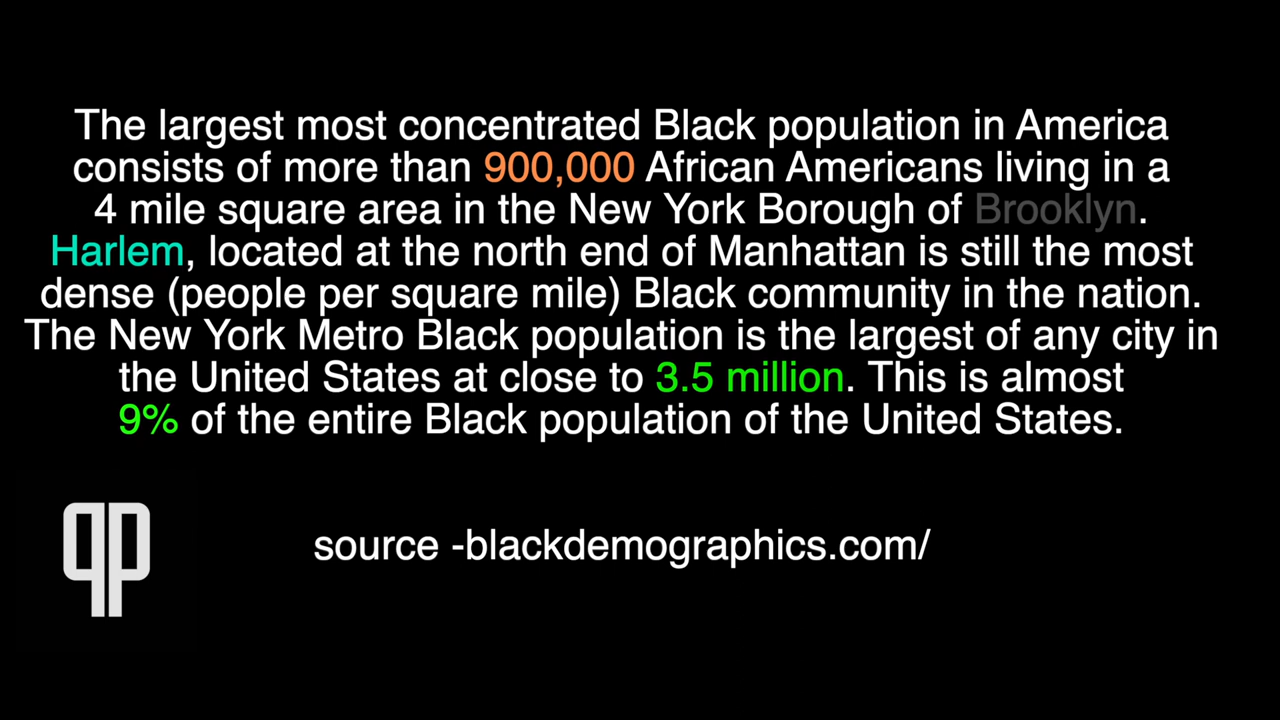 The largest most concentrated Black population in America
consists of more than 900,000 African Americans living in a
4 mile square area in the New York Borough of Brooklyn.
Harlem, located at the north end of Manhattan is still the most
dense (people per square mile) Black community in the nation.
The New York Metro Black population is the largest of any city in
the United States at close to 3.5 million. This is almost
9% of the entire Black population of the United States.
source -blackdemographics.com/